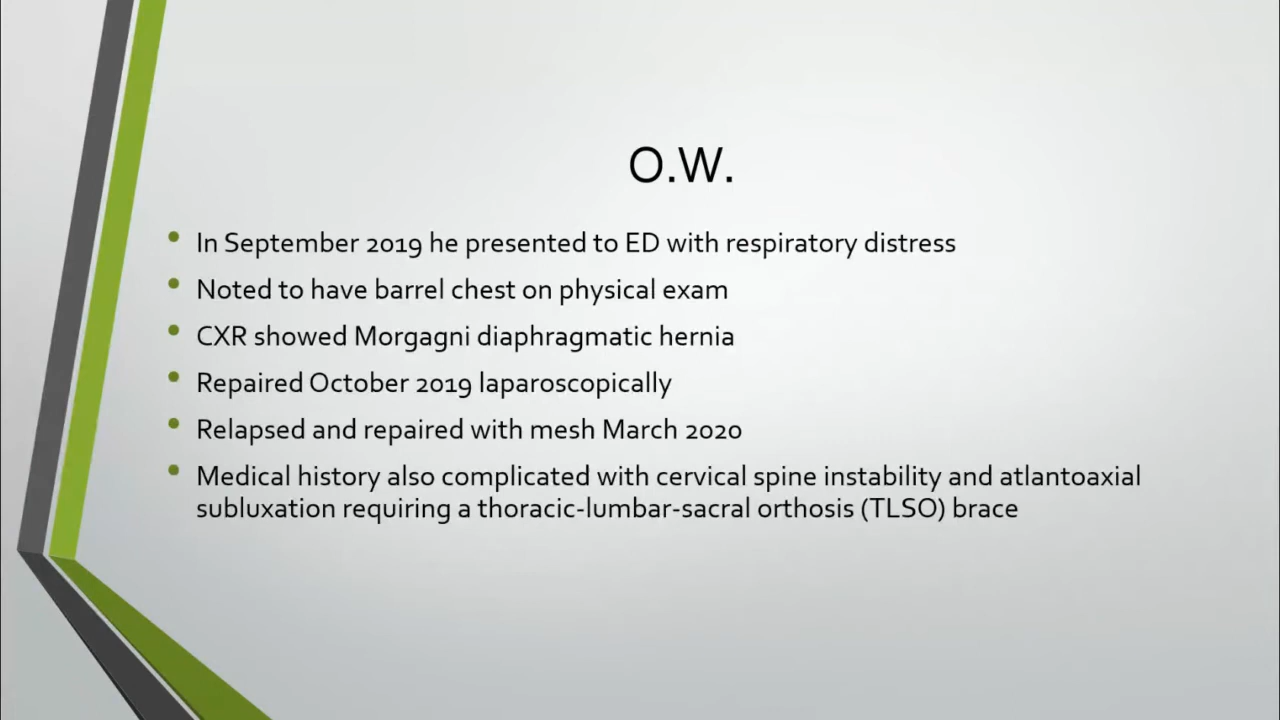 O.W.
• In September 2019 he presented to ED with respiratory distress
• Noted to have barrel chest on physical exam
• CXR showed Morgagni diaphragmatic hernia
• Repaired October 2019 laparoscopically
• Relapsed and repaired with mesh March 2020
• Medical history also complicated with cervical spine instability and atlantoaxial
subluxation requiring a thoracic-lumbar-sacral orthosis (TLSO) brace